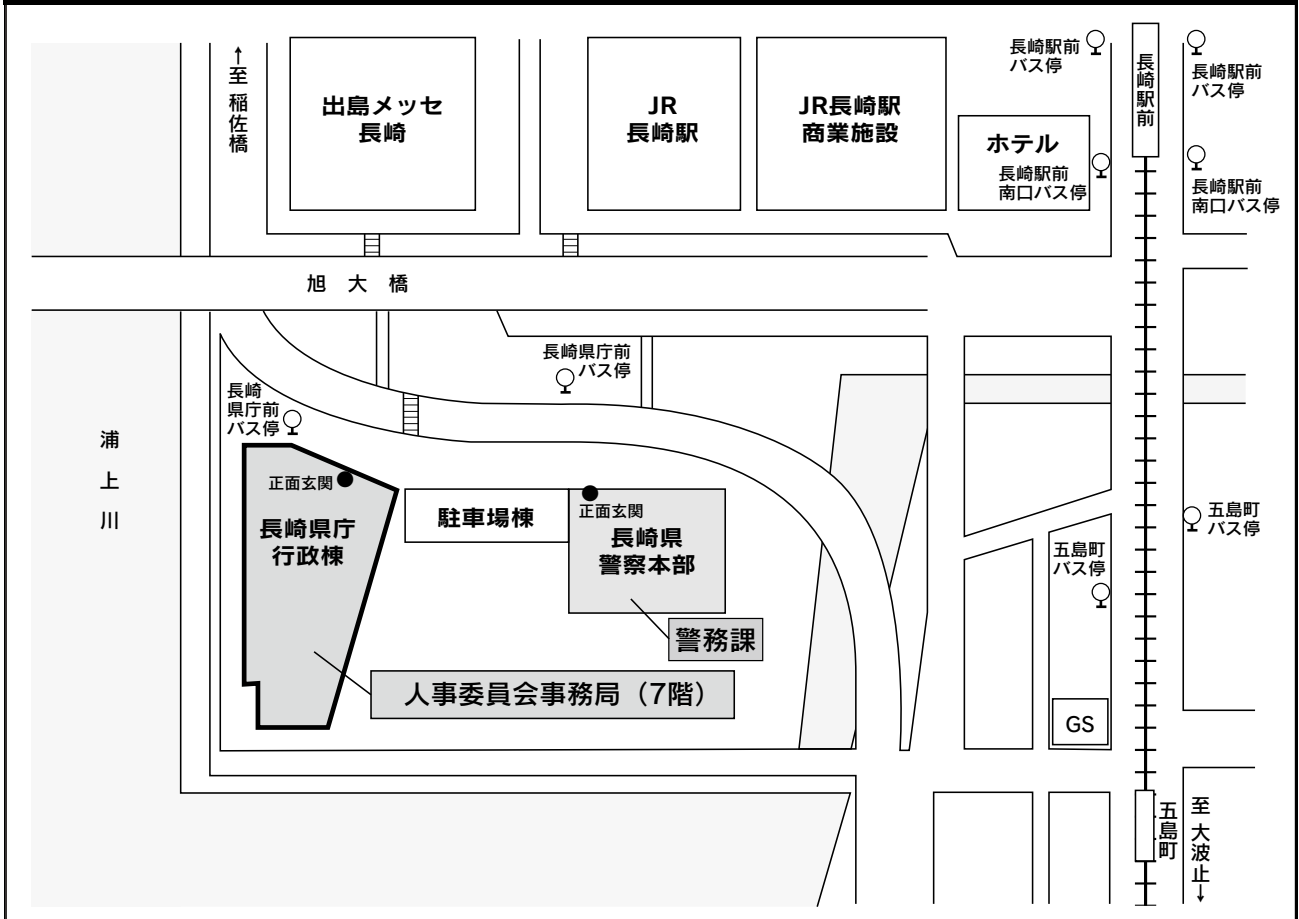 ↑至 稲佐橋
出島メッセ
長崎
JR
長崎駅
JR長崎駅
商業施設
ホテル
長崎駅前
南口バス停
長崎駅前
バス停
長崎駅前
長崎駅前
バス停
長崎駅前
南口バス停
旭大橋
長崎県庁前
バス停
長崎
県庁前
バス停
浦上川
正面玄関
長崎県庁
行政棟
駐車場棟
正面玄関
長崎県
警察本部
警務課
人事委員会事務局（7階）
五島町
バス停
五島町
バス停
GS
五島町
至 大波止→